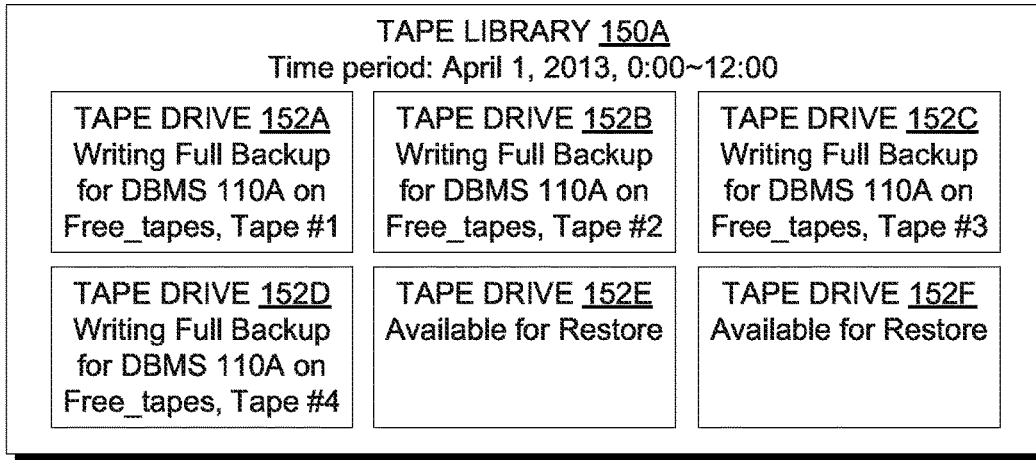 TAPE LIBRARY 150A
Time period: April 1, 2013, 0:00~12:00
TAPE DRIVE 152A
Writing Full Backup
for DBMS 110A on
Free_tapes, Tape #1
TAPE DRIVE 152B
Writing Full Backup
for DBMS 110A on
Free_tapes, Tape #2
TAPE DRIVE 152C
Writing Full Backup
for DBMS 110A on
Free_tapes, Tape #3
TAPE DRIVE 152D
Writing Full Backup
for DBMS 110A on
Free_tapes, Tape #4
TAPE DRIVE 152E
Available for Restore
TAPE DRIVE 152F
Available for Restore